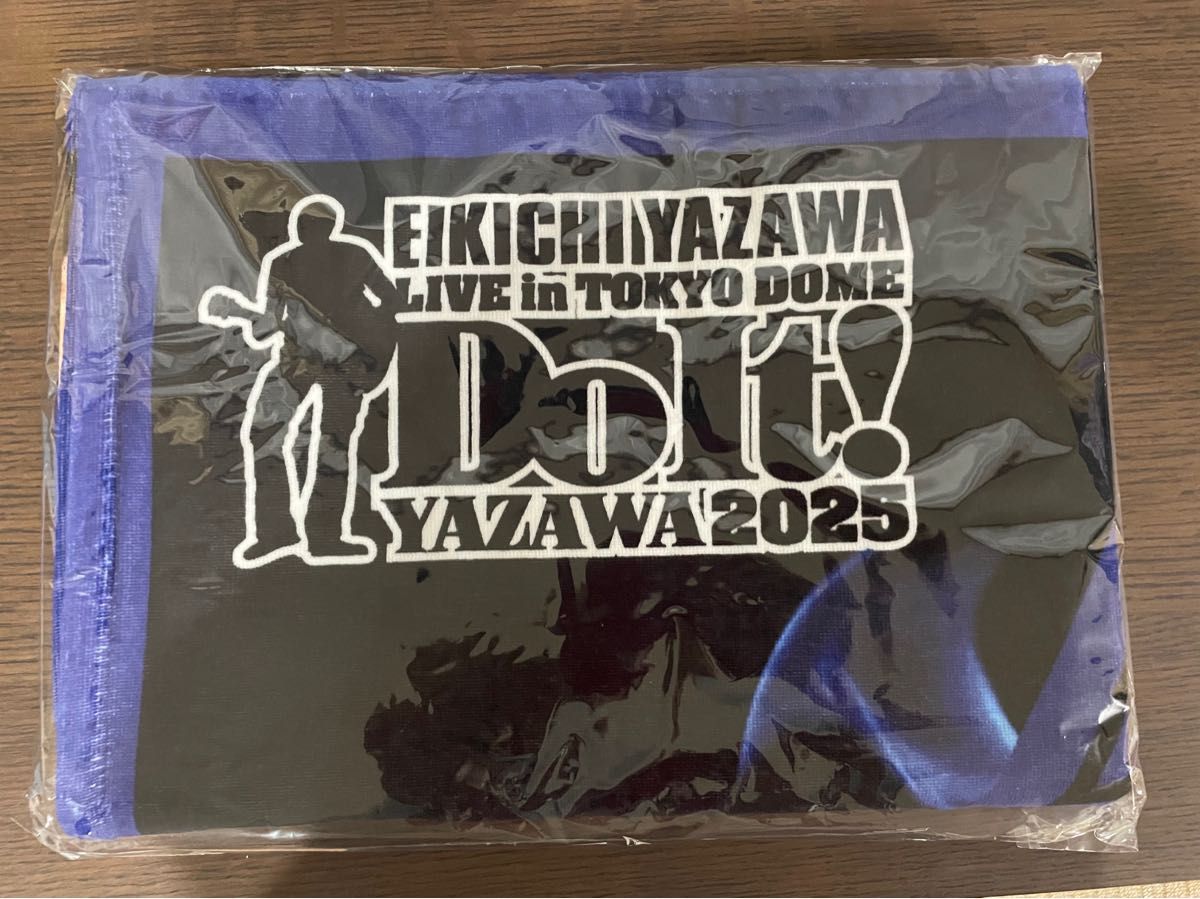 EIKICHI YAZAWA
LIVE in TOKYO DOME
Do It!
YAZAWA 2025